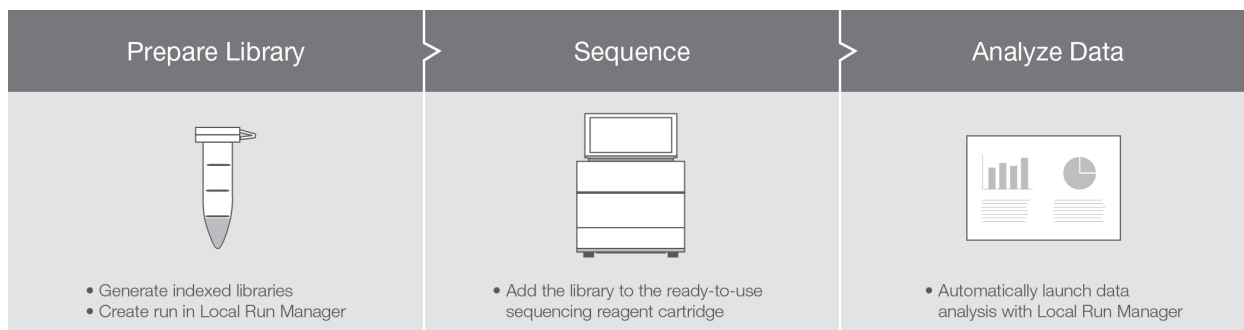 Prepare Library
Sequence
Analyze Data
• Generate indexed libraries
• Create run in Local Run Manager
• Add the library to the ready-to-use
sequencing reagent cartridge
• Automatically launch data
analysis with Local Run Manager